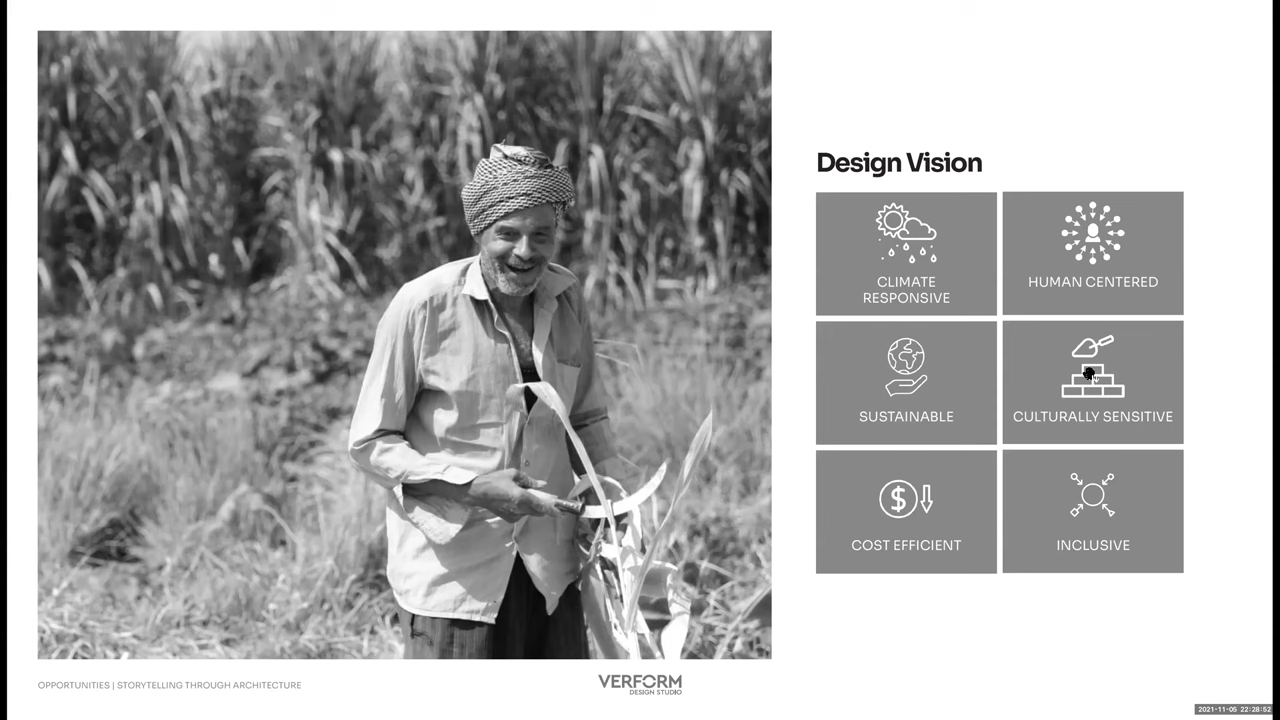 Design Vision
CLIMATE
RESPONSIVE
HUMAN CENTERED
SUSTAINABLE
CULTURALLY SENSITIVE
$
COST EFFICIENT
INCLUSIVE
OPPORTUNITIES | STORYTELLING THROUGH ARCHITECTURE
VERFORM
DESIGN STUDIO
2021-11-05 22:28:52